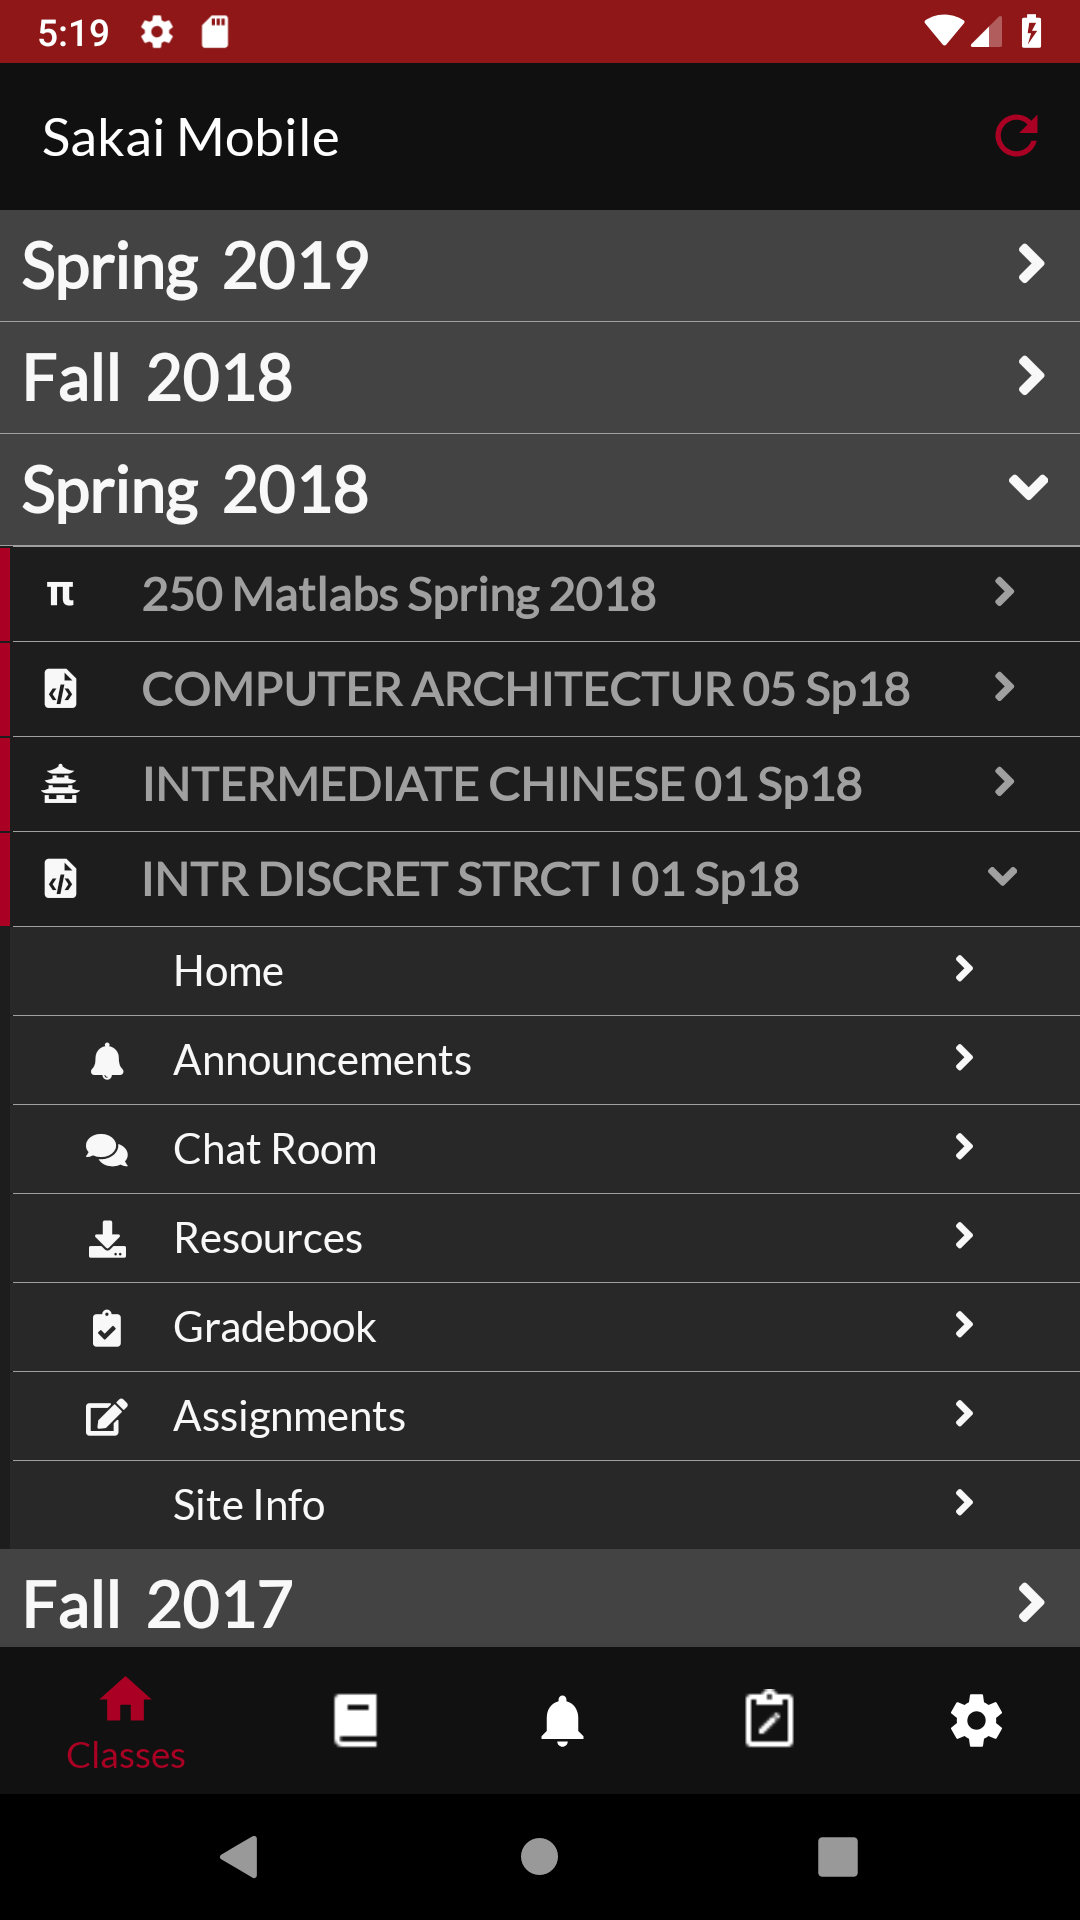 5:19
Sakai Mobile
Spring 2019
Fall 2018
Spring 2018
π 250 Matlabs Spring 2018
COMPUTER ARCHITECTUR 05 Sp18
INTERMEDIATE CHINESE 01 Sp18
INTR DISCRET STRCT I 01 Sp18
Home
Announcements
Chat Room
Resources
Gradebook
Assignments
Site Info
Fall 2017
Classes